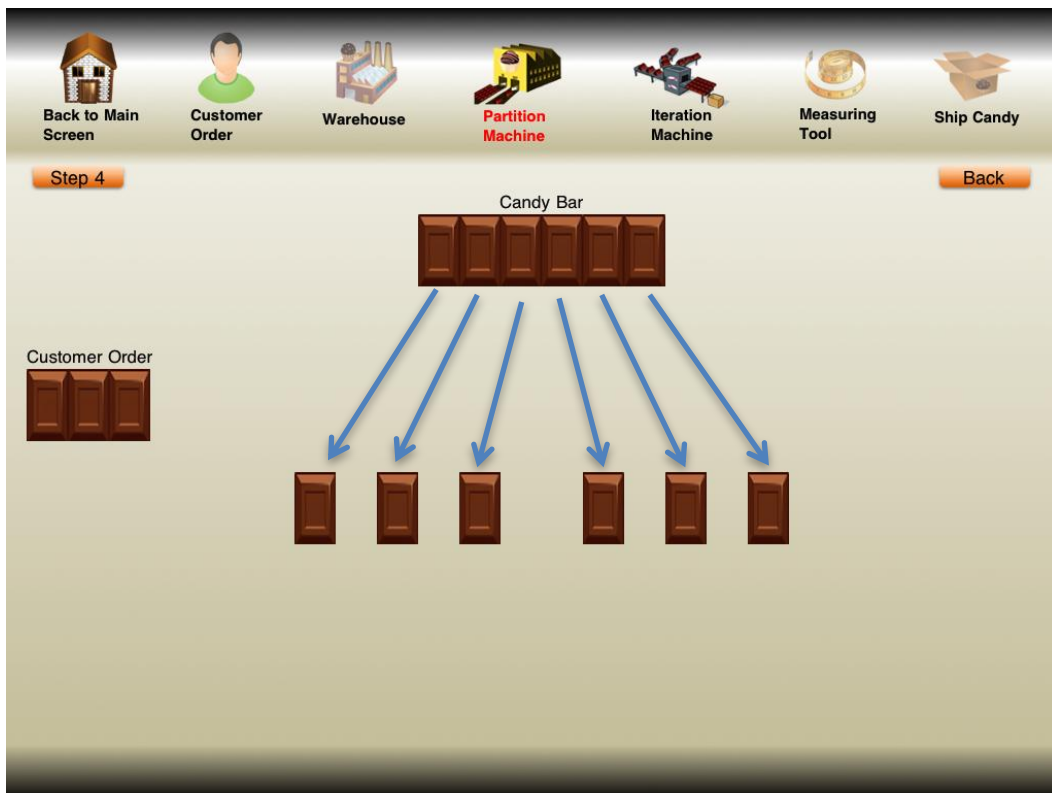 Back to Main
Screen
Customer
Order
Warehouse
Partition
Machine
Iteration
Machine
Measuring
Tool
Ship Candy
Step 4
Back
Candy Bar
Customer Order